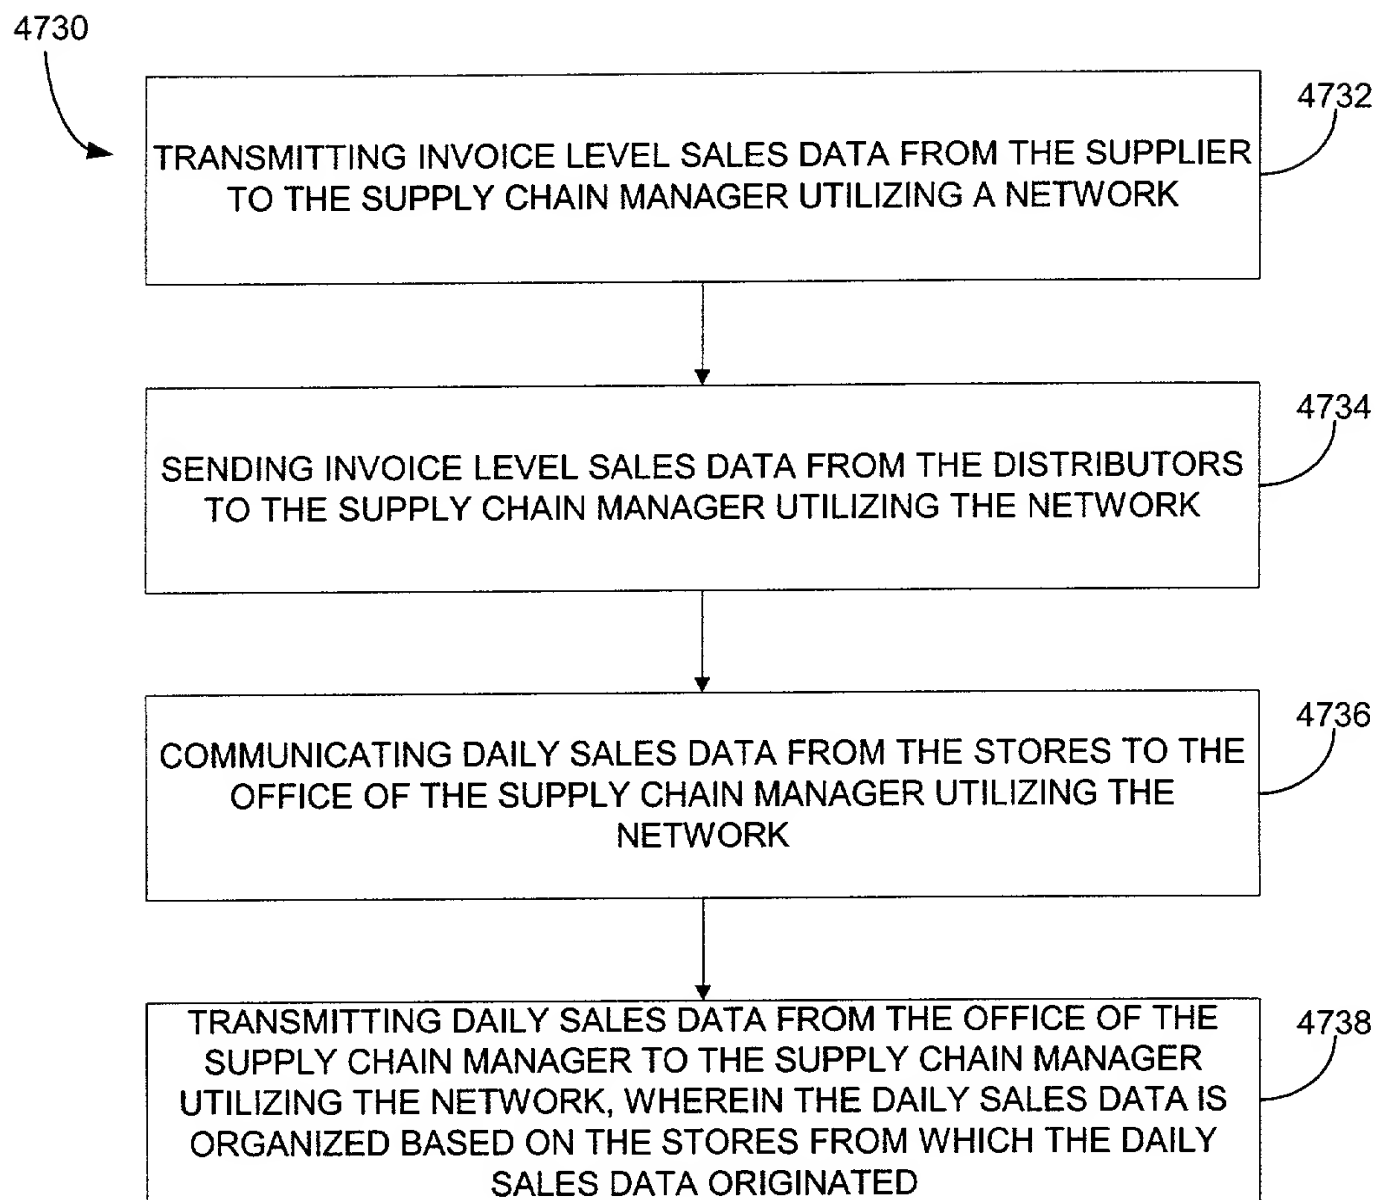 4730
4732
TRANSMITTING INVOICE LEVEL SALES DATA FROM THE SUPPLIER
TO THE SUPPLY CHAIN MANAGER UTILIZING A NETWORK
4734
SENDING INVOICE LEVEL SALES DATA FROM THE DISTRIBUTORS
TO THE SUPPLY CHAIN MANAGER UTILIZING THE NETWORK
4736
COMMUNICATING DAILY SALES DATA FROM THE STORES TO THE
OFFICE OF THE SUPPLY CHAIN MANAGER UTILIZING THE
NETWORK
4738
TRANSMITTING DAILY SALES DATA FROM THE OFFICE OF THE
SUPPLY CHAIN MANAGER TO THE SUPPLY CHAIN MANAGER
UTILIZING THE NETWORK, WHEREIN THE DAILY SALES DATA IS
ORGANIZED BASED ON THE STORES FROM WHICH THE DAILY
SALES DATA ORIGINATED